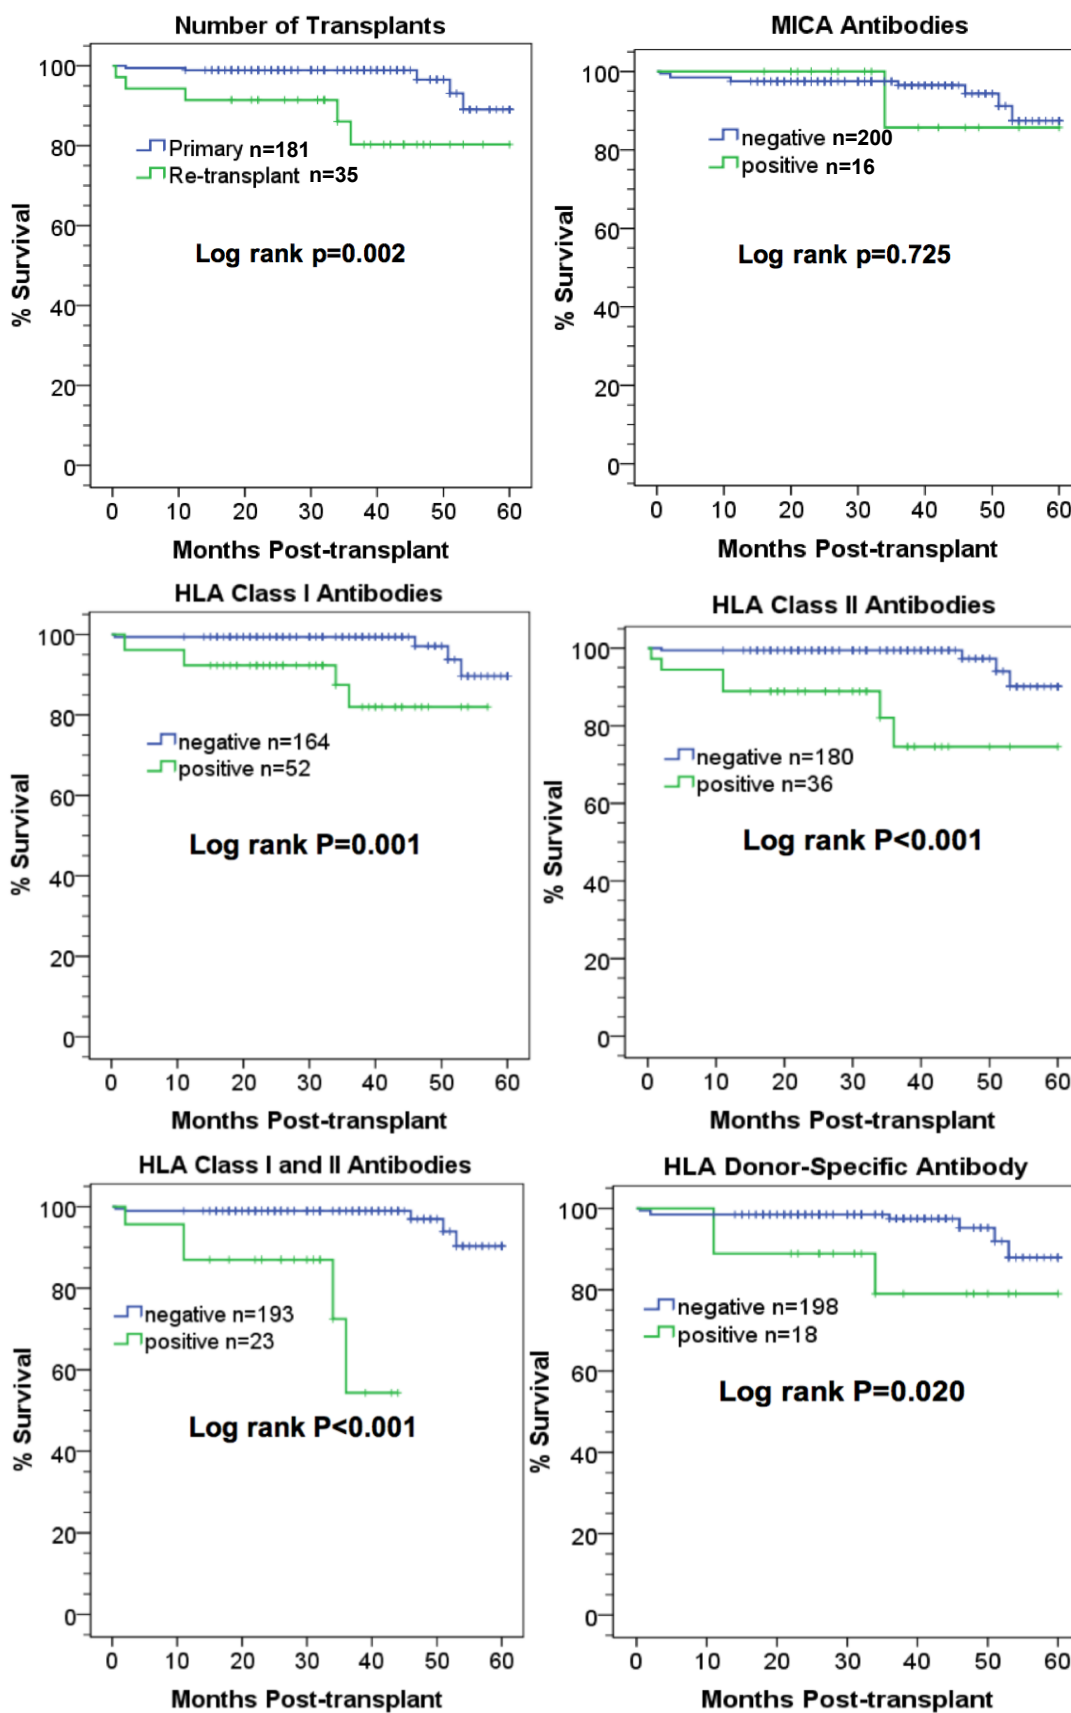 Number of Transplants
% Survival
100
80
60
40
20
0
Primary n=181
Re-transplant n=35
Log rank p=0.002
0 10 20 30 40 50 60
Months Post-transplant
MICA Antibodies
% Survival
100
80
60
40
20
0
negative n=200
positive n=16
Log rank p=0.725
0 10 20 30 40 50 60
Months Post-transplant
HLA Class I Antibodies
% Survival
100
80
60
40
20
0
negative n=164
positive n=52
Log rank P=0.001
0 10 20 30 40 50 60
Months Post-transplant
HLA Class II Antibodies
% Survival
100
80
60
40
20
0
negative n=180
positive n=36
Log rank P<0.001
0 10 20 30 40 50 60
Months Post-transplant
HLA Class I and II Antibodies
% Survival
100
80
60
40
20
0
negative n=193
positive n=23
Log rank P<0.001
0 10 20 30 40 50 60
Months Post-transplant
HLA Donor-Specific Antibody
% Survival
100
80
60
40
20
0
negative n=198
positive n=18
Log rank P=0.020
0 10 20 30 40 50 60
Months Post-transplant